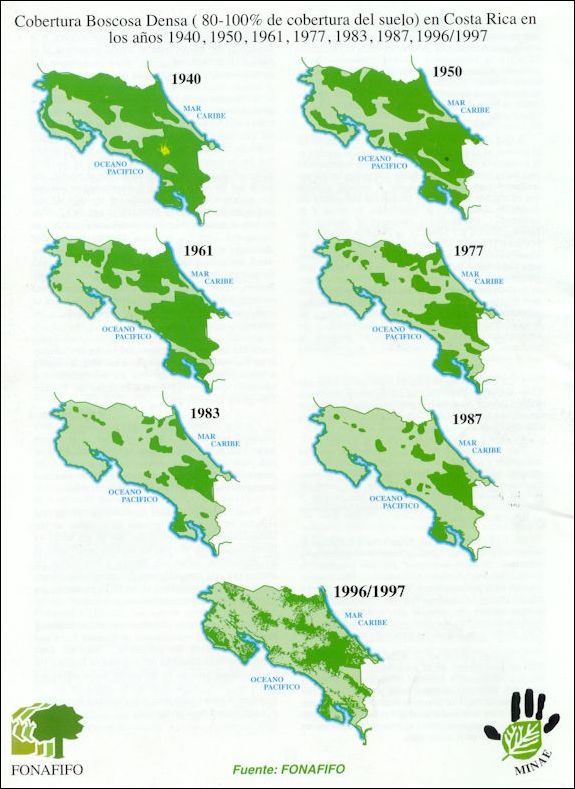 Cobertura Boscosa Densa ( 80-100% de cobertura del suelo) en Costa Rica en
los años 1940, 1950, 1961, 1977, 1983, 1987, 1996/1997
1940
MAR
CARIBE
OCEANO
PACIFICO
1950
MAR
CARIBE
OCEANO
PACIFICO
1961
MAR
CARIBE
OCEANO
PACIFICO
1977
MAR
CARIBE
OCEANO
PACIFICO
1983
MAR
CARIBE
OCEANO
PACIFICO
1987
MAR
CARIBE
OCEANO
PACIFICO
1996/1997
MAR
CARIBE
OCEANO
PACIFICO
FONAFIFO
Fuente: FONAFIFO
MINAE